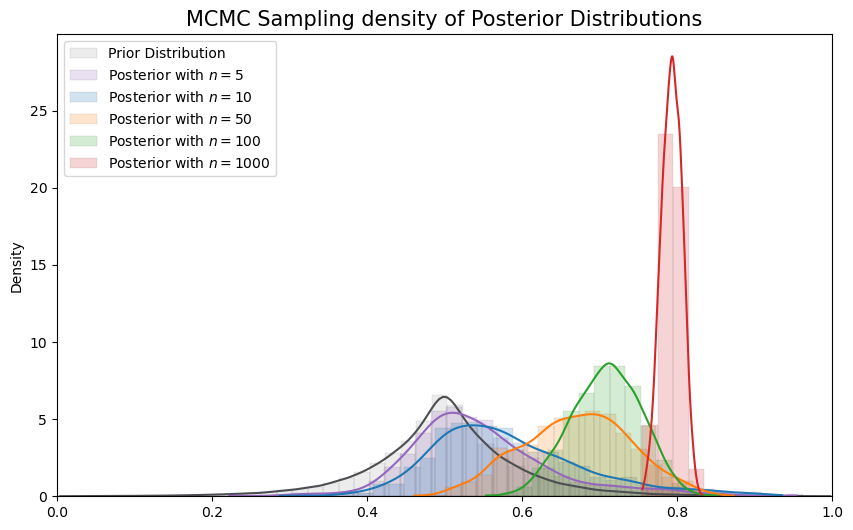 MCMC Sampling density of Posterior Distributions
Prior Distribution
Posterior with n = 5
Posterior with n = 10
Posterior with n = 50
Posterior with n = 100
Posterior with n = 1000
Density
25
20
15
10
5
0
0.0 0.2 0.4 0.6 0.8 1.0